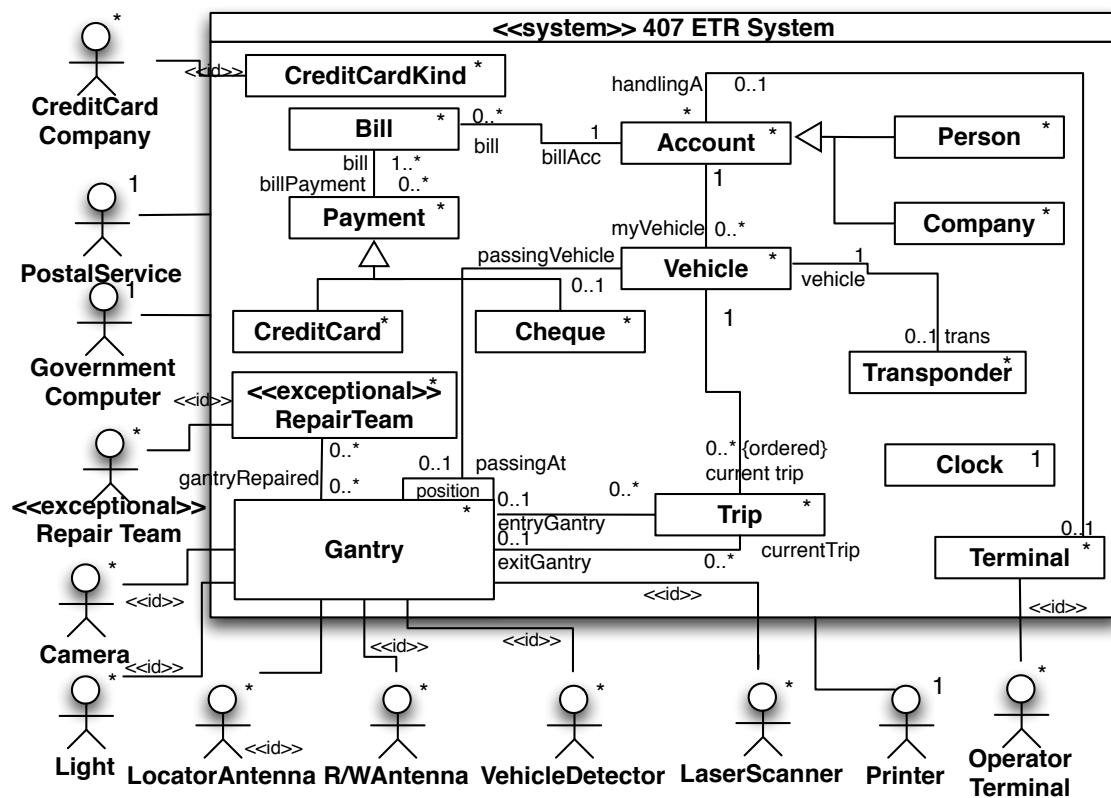 <<system>> 407 ETR System
*
<<id>>
CreditCardKind *
CreditCard
Company
handlingA
0..1
*
Bill *
0..*
bill
1
billAcc
Account *
Person *
bill
1..*
billPayment
0..*
1
Payment *
myVehicle
0..*
Company *
1
PostalService
passingVehicle
Vehicle *
1
vehicle
1
0..1
1
CreditCard *
Cheque *
0..1 trans
Transponder *
Government
Computer
<<id>>
<<exceptional>> *
RepairTeam
*
0..*
gantryRepaired
0..*
<<exceptional>>
Repair Team
0..1
passingAt
position
0..* {ordered}
current trip
Clock 1
Gantry *
0..1
entryGantry
0..*
Trip *
0..1
exitGantry
0..*
currentTrip
0..1
Terminal *
*
<<id>>
Camera
<<id>>
<<id>>
<<id>>
<<id>>
<<id>>
*
Light
*
<<id>>
LocatorAntenna
*
R/WAntenna
*
VehicleDetector
*
LaserScanner
1
Printer
*
Operator
Terminal